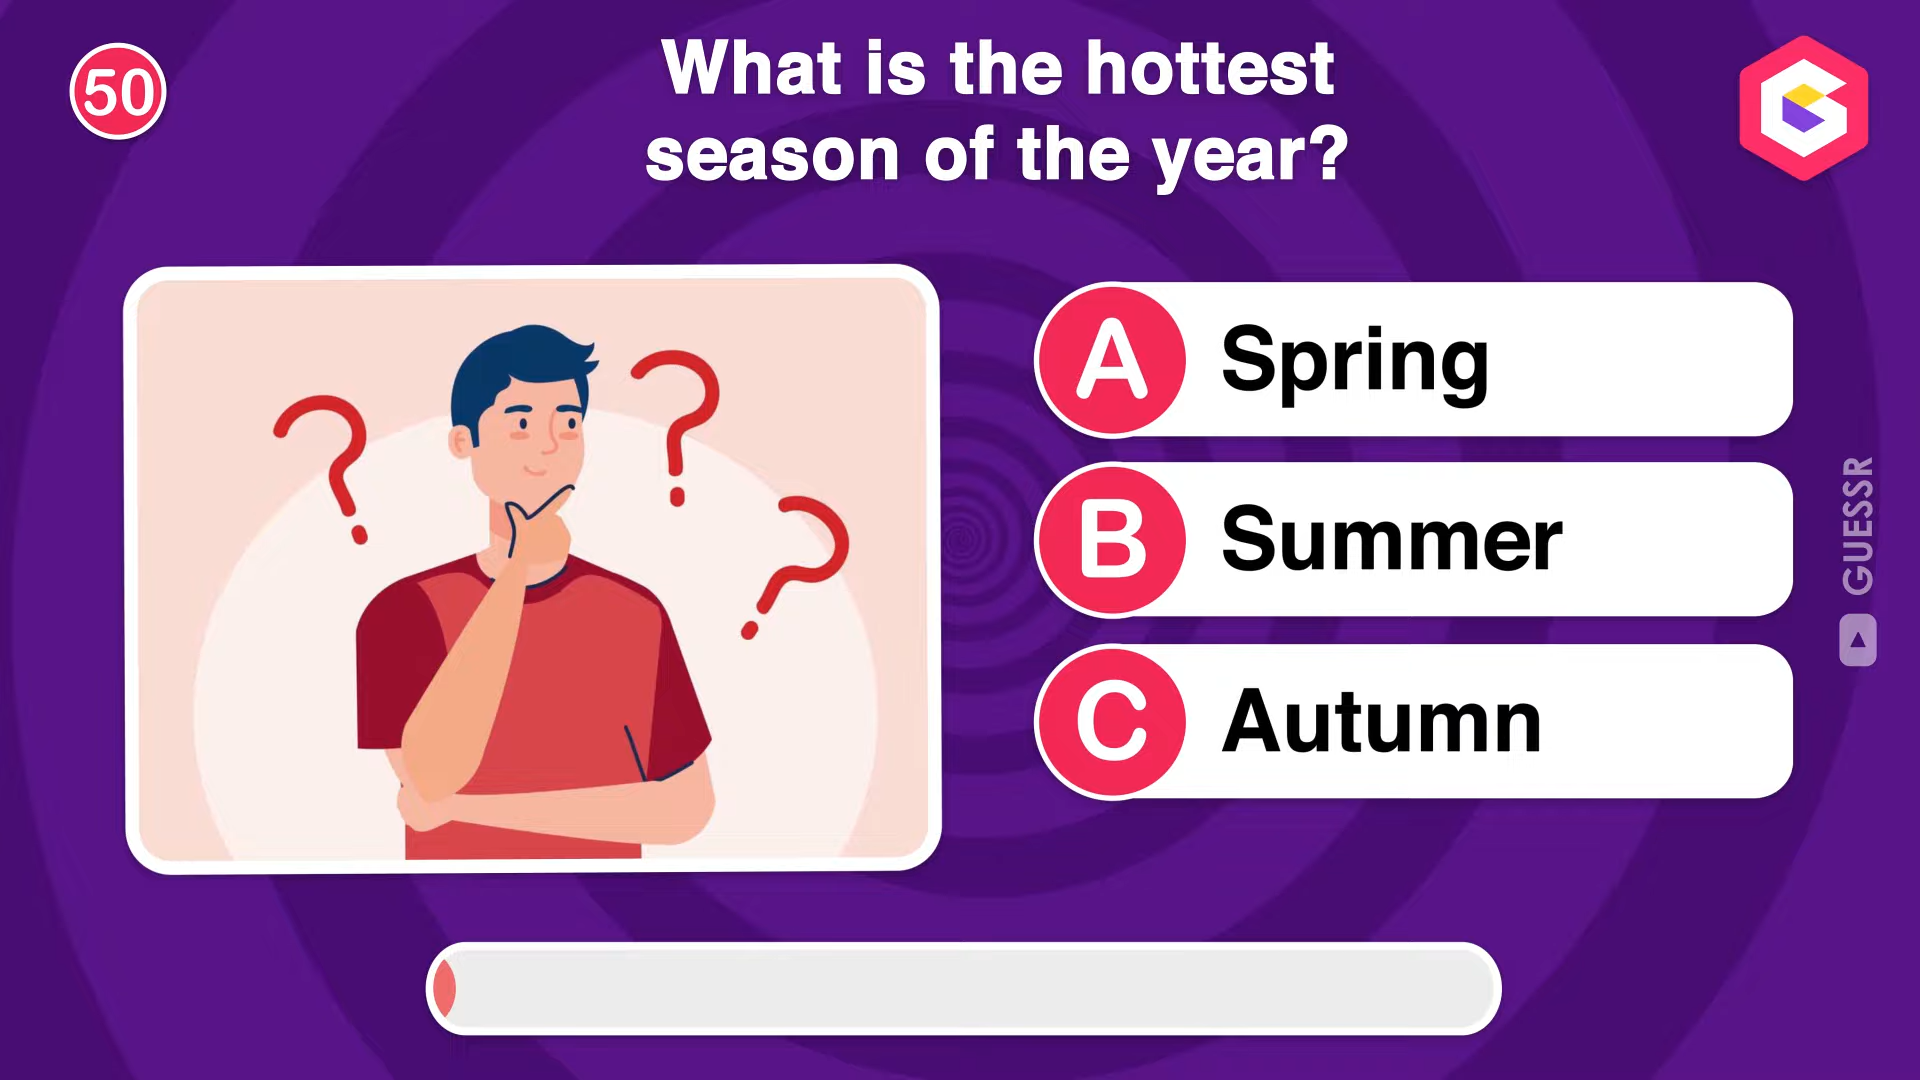 50
What is the hottest
season of the year?
A Spring
B Summer
C Autumn
GUESSR